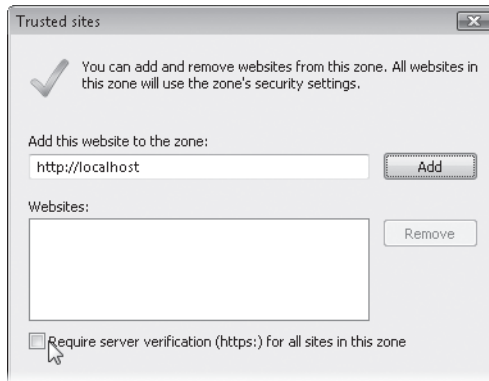 Trusted sites
You can add and remove websites from this zone. All websites in
this zone will use the zone's security settings.
Add this website to the zone:
http://localhost
Add
Websites:
Remove
Require server verification (https:) for all sites in this zone